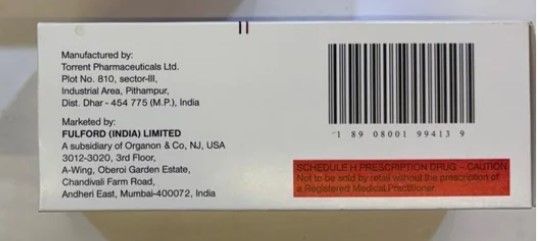 Manufactured by:
Torrent Pharmaceuticals Ltd.
Plot No. 810, sector-III,
Industrial Area, Pithampur,
Dist. Dhar - 454 775 (M.P.), India
Marketed by:
FULFORD (INDIA) LIMITED
A subsidiary of Organon & Co, NJ, USA
3012-3020, 3rd Floor,
A-Wing, Oberoi Garden Estate,
Chandivali Farm Road,
Andheri East, Mumbai-400072, India
1 89 08001 99413 9
SCHEDULE H PRESCRIPTION DRUG - CAUTION
Not to be sold by retail without the prescription of
a Registered Medical Practitioner.